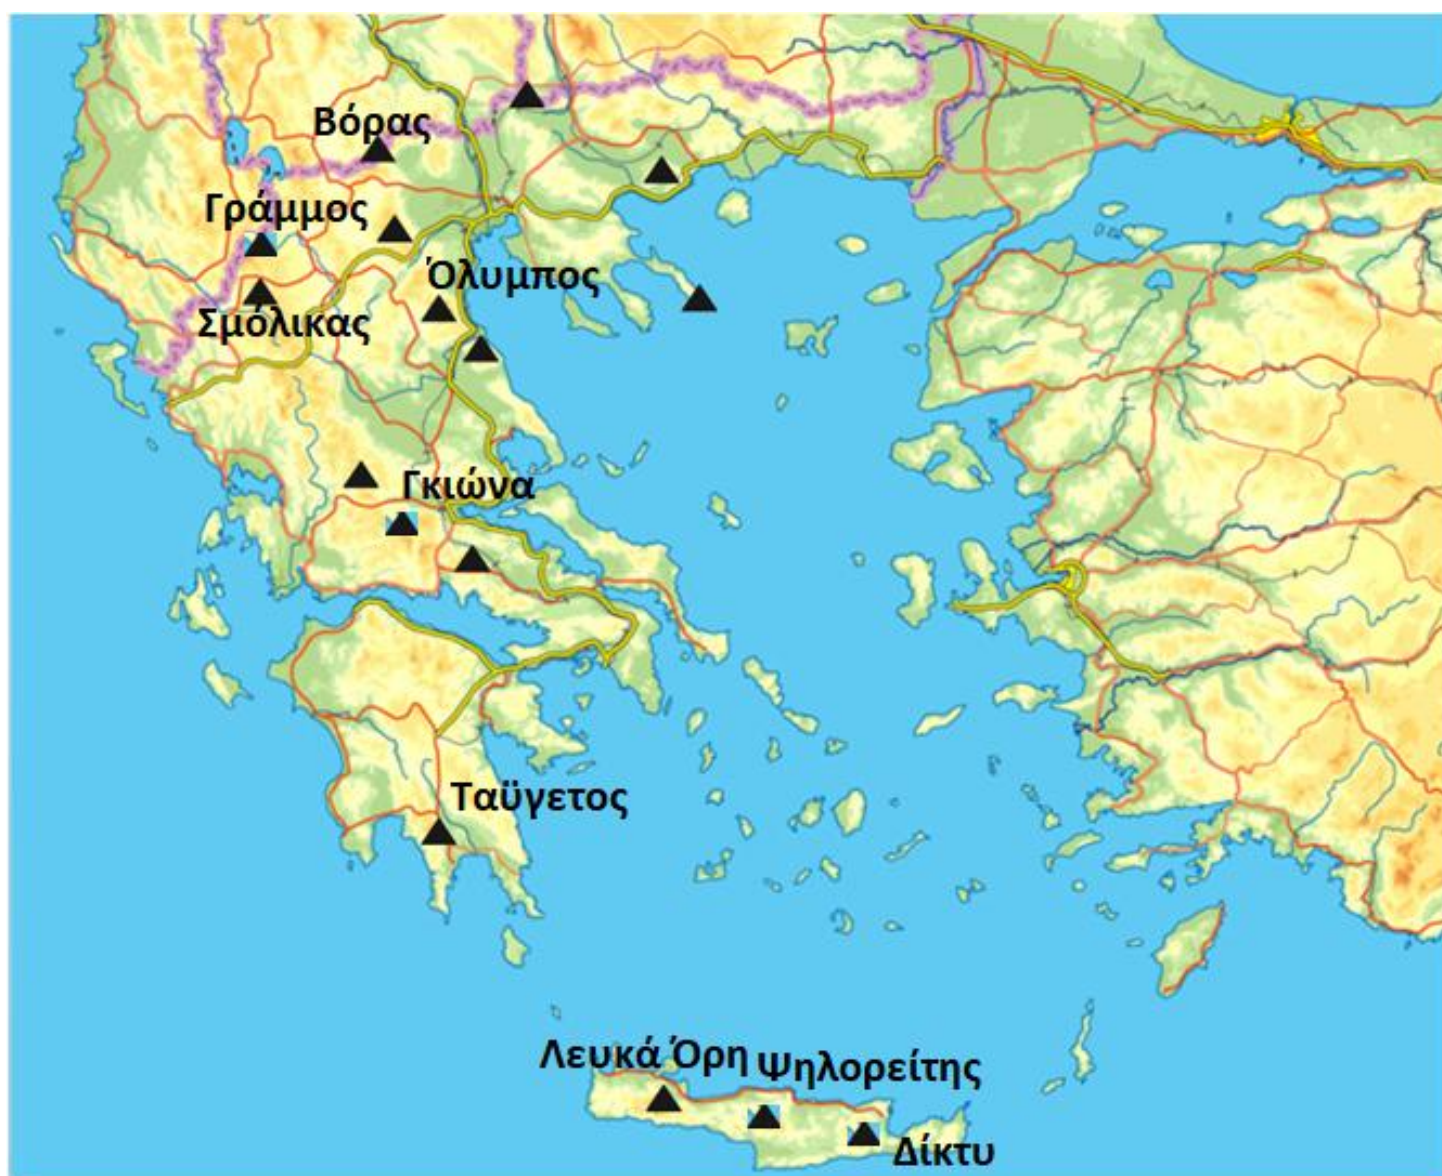 Βόρας
Γράμμος
Όλυμπος
Σμόλικας
Γκιώνα
Ταΰγετος
Λευκά Όρη
Ψηλορείτης
Δίκτυ